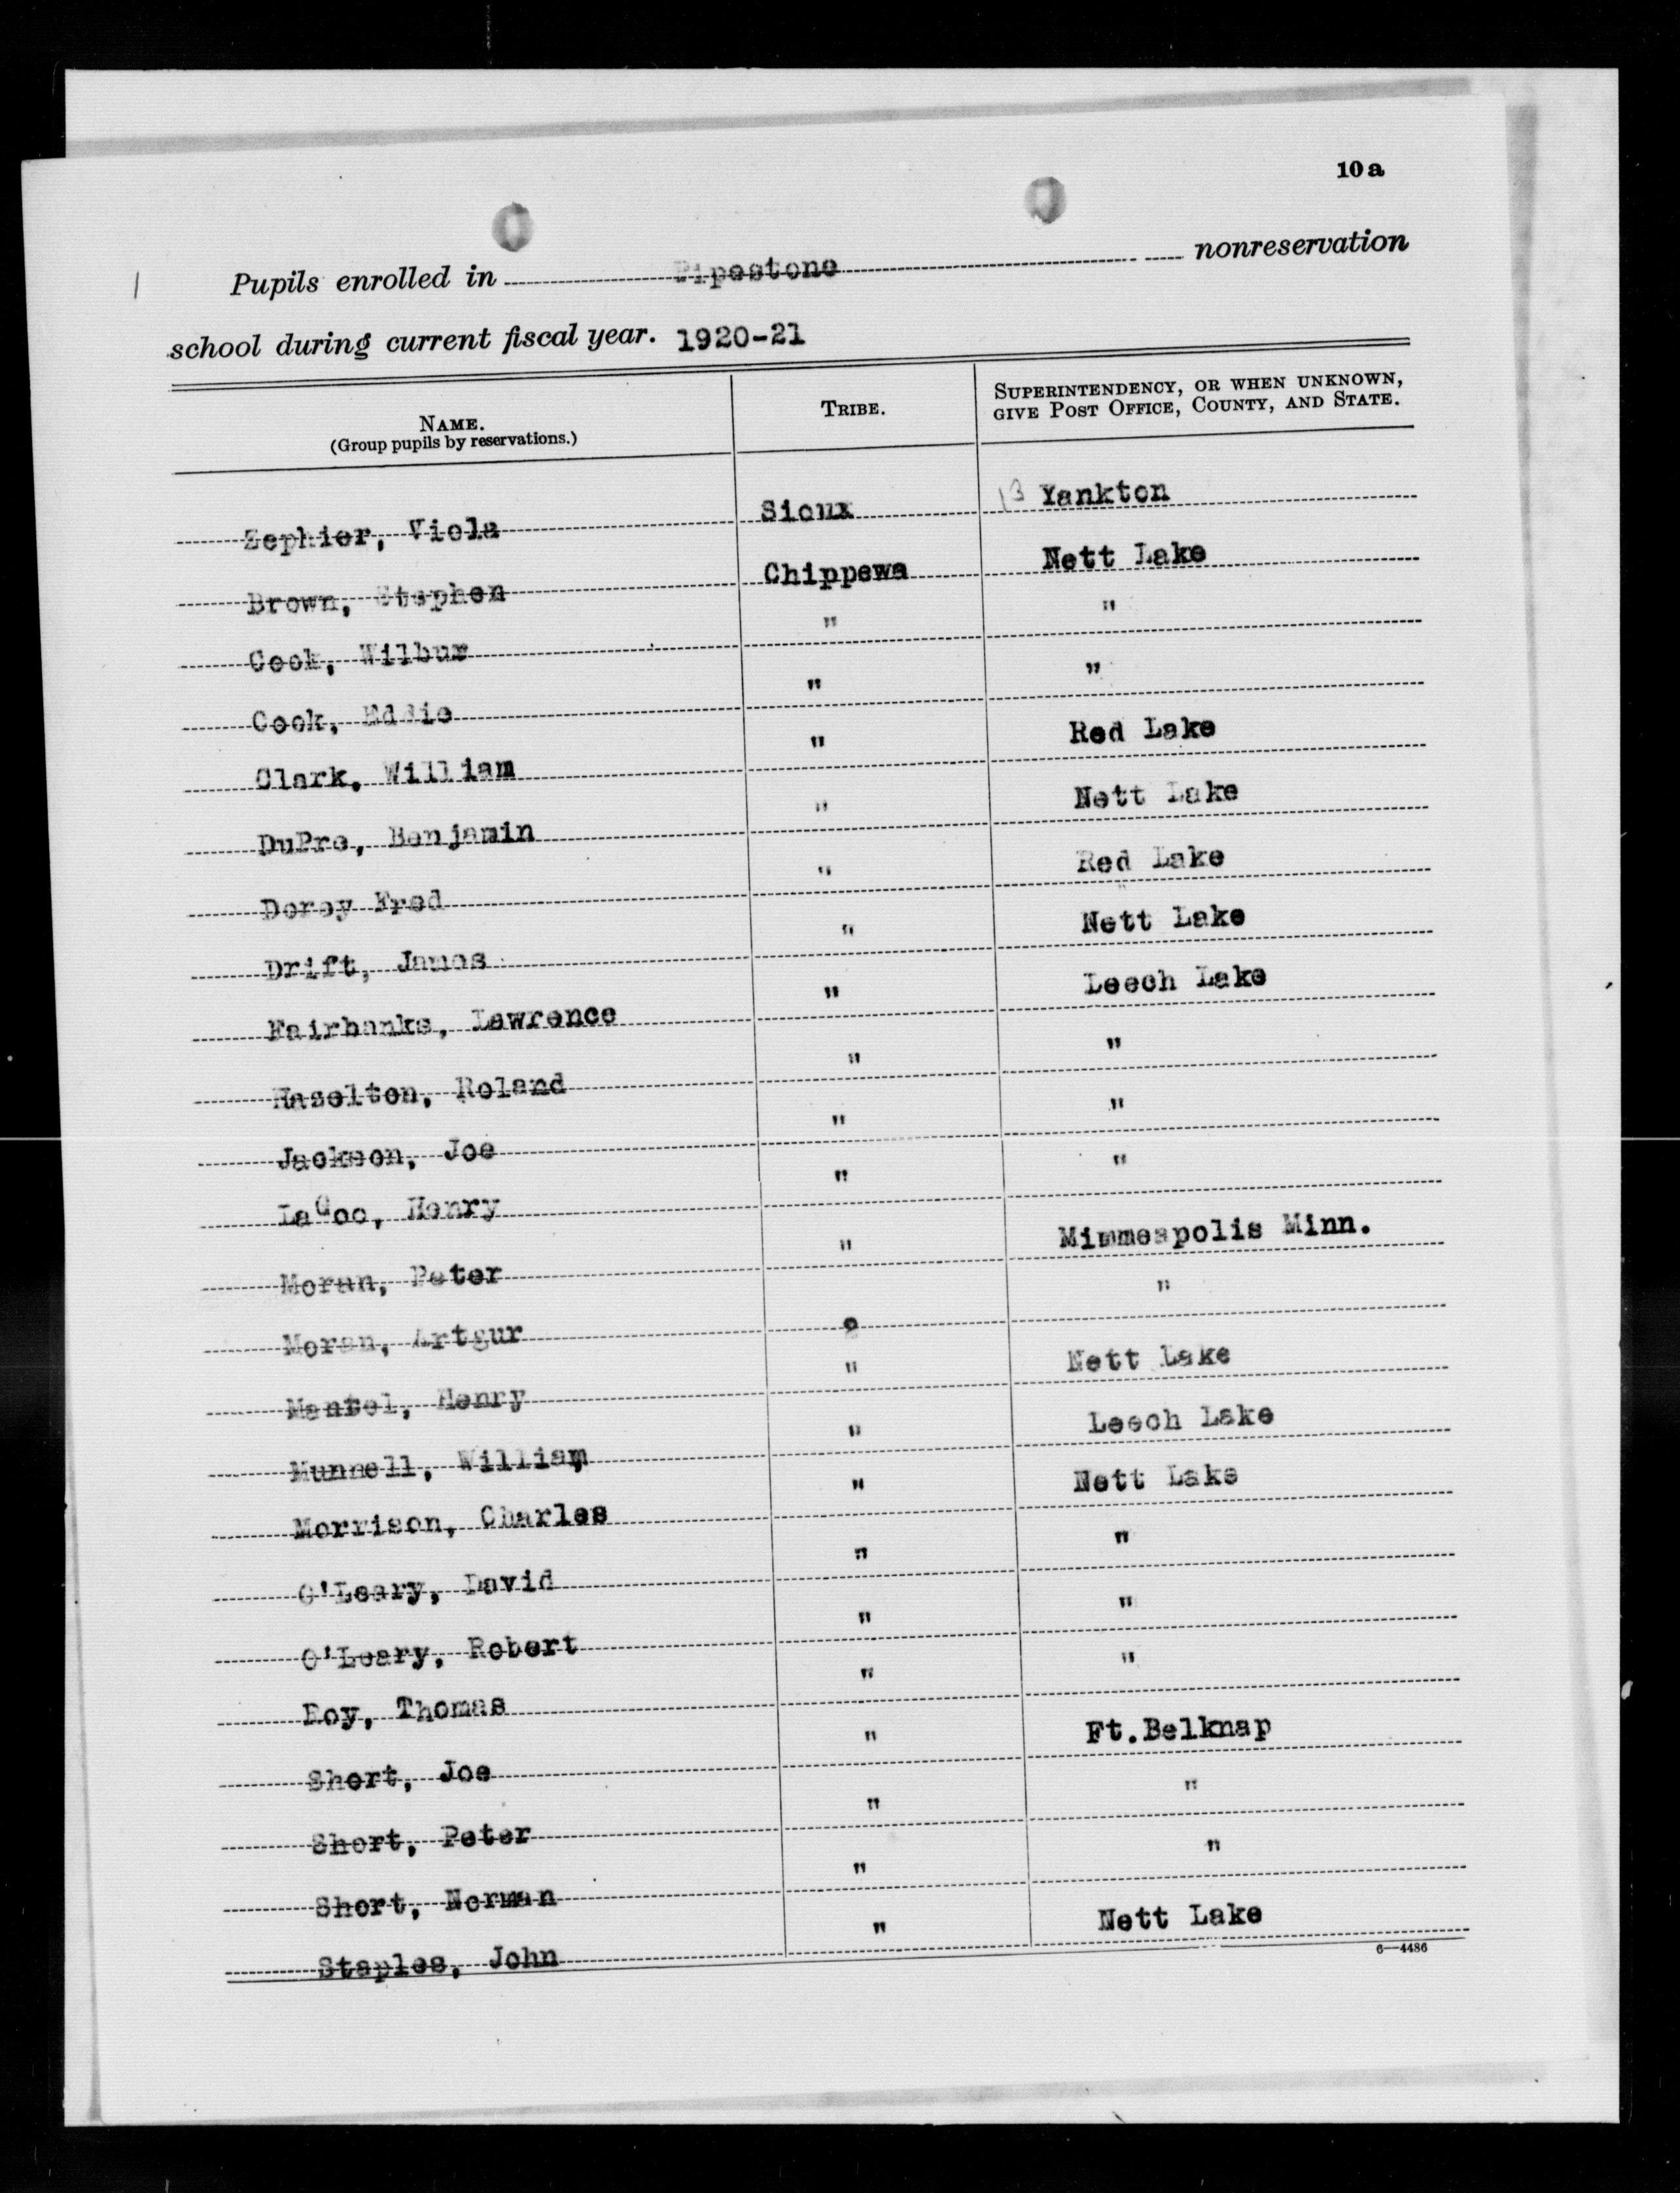 10 a
Pupils enrolled in Pipestone nonreservation
school during current fiscal year. 1920-21
NAME. TRIBE. SUPERINTENDENCY, OR WHEN UNKNOWN,
(Group pupils by reservations.) GIVE POST OFFICE, COUNTY, AND STATE.
Zephier, Viola Sioux 13 Yankton
Brown, Stephen Chippewa Nett Lake
Cook, Wilbur " "
Cook, Eddie " "
Clark, William " Red Lake
DuPre, Benjamin " Nett Lake
Dorey Fred " Red Lake
Drift, James " Nett Lake
Fairbanks, Lawrence " Leech Lake
Haselton, Roland " "
Jackson, Joe " "
LaGoo, Henry " "
Moran, Peter " Mimmeapolis Minn.
Moran, Artgur "
Mantel, Henry " Nett Lake
Munnell, William " Leech Lake
Morrison, Charles " Nett Lake
O'Leary, David " "
O'Leary, Robert " "
Roy, Thomas " "
Short, Joe " Ft.Belknap
Short, Peter " "
Short, Norman " "
Staples, John " Nett Lake
6—4486